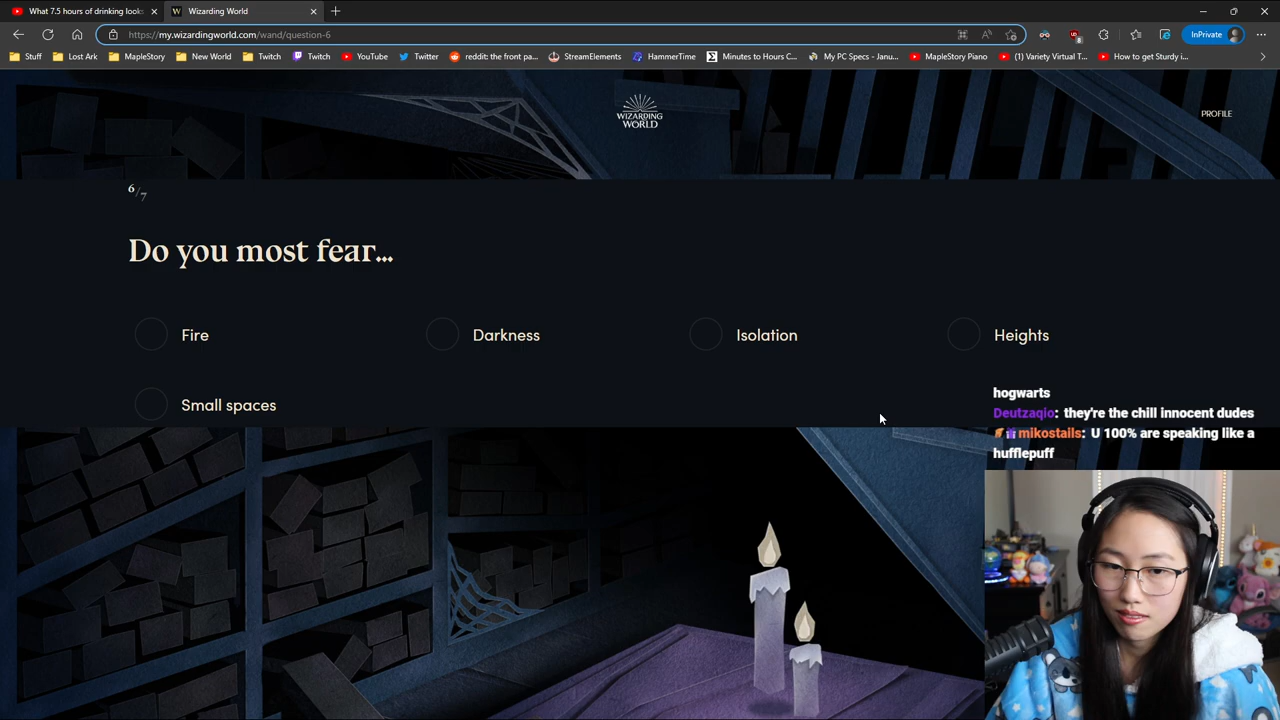 What 7.5 hours of drinking looks
Wizarding World
https://my.wizardingworld.com/wand/question-6
InPrivate
Stuff
Lost Ark
MapleStory
New World
Twitch
Twitch
YouTube
Twitter
reddit: the front pa...
StreamElements
HammerTime
Minutes to Hours C...
My PC Specs - Janu...
MapleStory Piano
(1) Variety Virtual T...
How to get Sturdy i...
WIZARDING
WORLD
PROFILE
6/7
Do you most fear...
Fire
Darkness
Isolation
Heights
Small spaces
hogwarts
Deutzaqio: they're the chill innocent dudes
mikostails: U 100% are speaking like a
hufflepuff